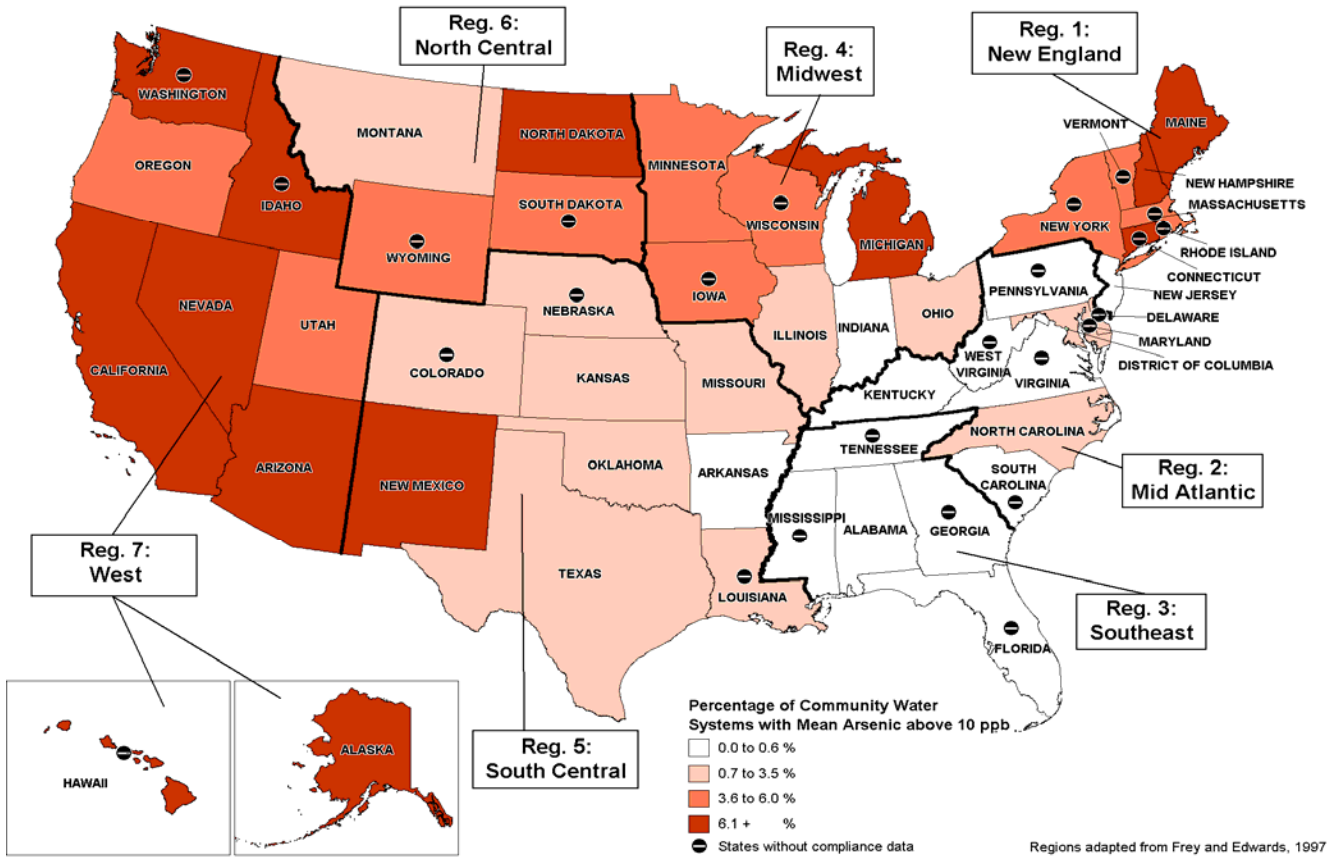 Reg. 6:
North Central
Reg. 4:
Midwest
Reg. 1:
New England
WASHINGTON
MONTANA
NORTH DAKOTA
MINNESOTA
VERMONT
MAINE
OREGON
IDAHO
SOUTH DAKOTA
WISCONSIN
MICHIGAN
NEW YORK
NEW HAMPSHIRE
MASSACHUSETTS
RHODE ISLAND
CONNECTICUT
WYOMING
IOWA
PENNSYLVANIA
NEW JERSEY
NEVADA
UTAH
NEBRASKA
ILLINOIS
INDIANA
OHIO
DELAWARE
MARYLAND
DISTRICT OF COLUMBIA
CALIFORNIA
COLORADO
KANSAS
MISSOURI
WEST
VIRGINIA
VIRGINIA
KENTUCKY
ARIZONA
NEW MEXICO
OKLAHOMA
ARKANSAS
TENNESSEE
NORTH CAROLINA
SOUTH
CAROLINA
Reg. 2:
Mid Atlantic
MISSISSIPPI
ALABAMA
GEORGIA
TEXAS
LOUISIANA
FLORIDA
Reg. 7:
West
Reg. 3:
Southeast
HAWAII
ALASKA
Reg. 5:
South Central
Percentage of Community Water
Systems with Mean Arsenic above 10 ppb
0.0 to 0.6 %
0.7 to 3.5 %
3.6 to 6.0 %
6.1 + %
States without compliance data
Regions adapted from Frey and Edwards, 1997